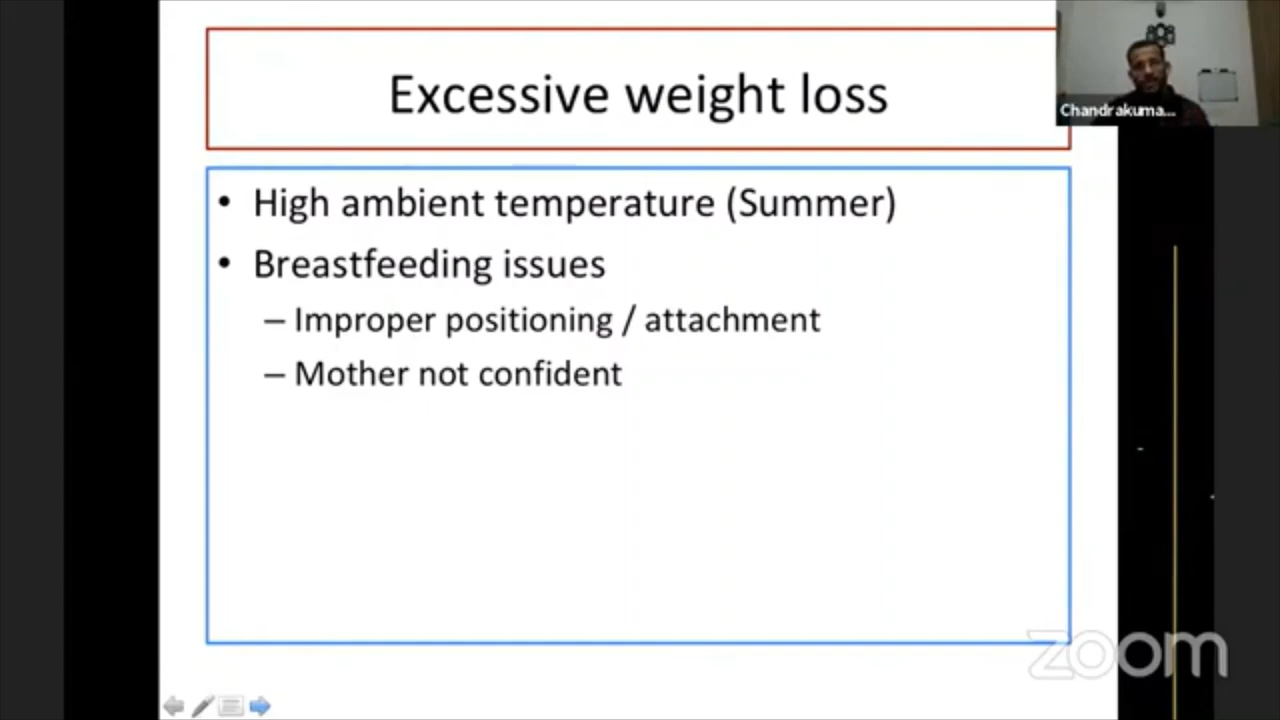 Excessive weight loss
Chandrakuma...
• High ambient temperature (Summer)
• Breastfeeding issues
– Improper positioning / attachment
– Mother not confident
zoom